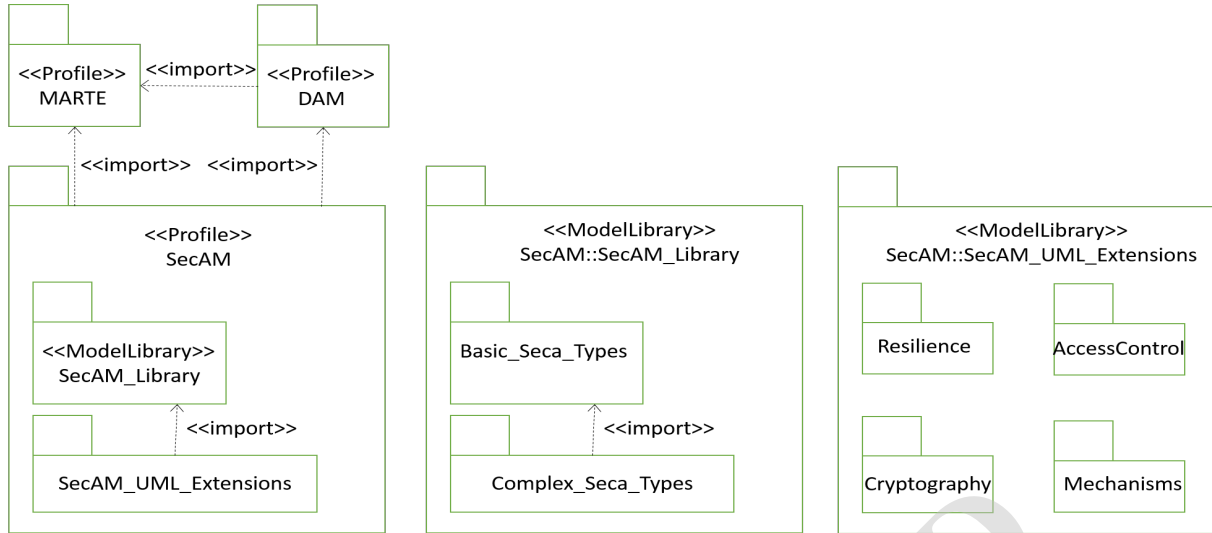 <<Profile>>
MARTE
<<import>>
<<Profile>>
DAM
<<import>>
<<import>>
<<Profile>>
SecAM
<<ModelLibrary>>
SecAM_Library
<<import>>
SecAM_UML_Extensions
<<ModelLibrary>>
SecAM::SecAM_Library
Basic_Seca_Types
<<import>>
Complex_Seca_Types
<<ModelLibrary>>
SecAM::SecAM_UML_Extensions
Resilience
AccessControl
Cryptography
Mechanisms